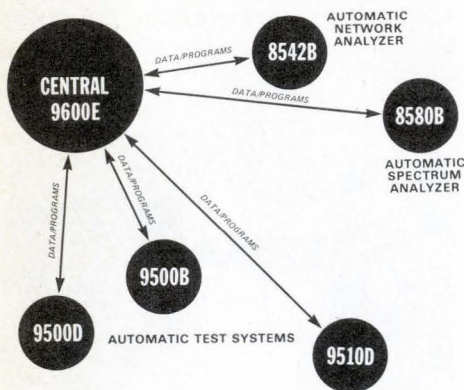 AUTOMATIC
NETWORK
ANALYZER
8542B
DATA/PROGRAMS
CENTRAL
9600E
DATA/PROGRAMS
8580B
AUTOMATIC
SPECTRUM
ANALYZER
DATA/PROGRAMS
DATA/PROGRAMS
DATA/PROGRAMS
9500B
9500D
AUTOMATIC TEST SYSTEMS
9510D